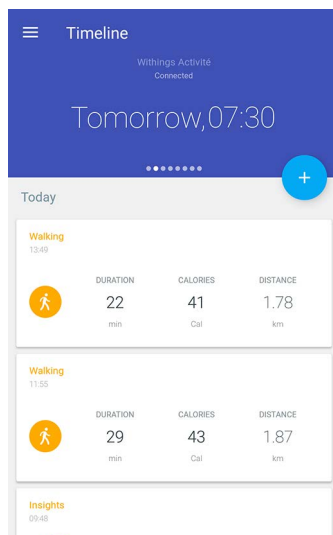 Timeline
Withings Activité
Connected
Tomorrow,07:30
+
Today
Walking
13:49
DURATION CALORIES DISTANCE
22 41 1.78
min Cal km
Walking
11:55
DURATION CALORIES DISTANCE
29 43 1.87
min Cal km
Insights
09:48